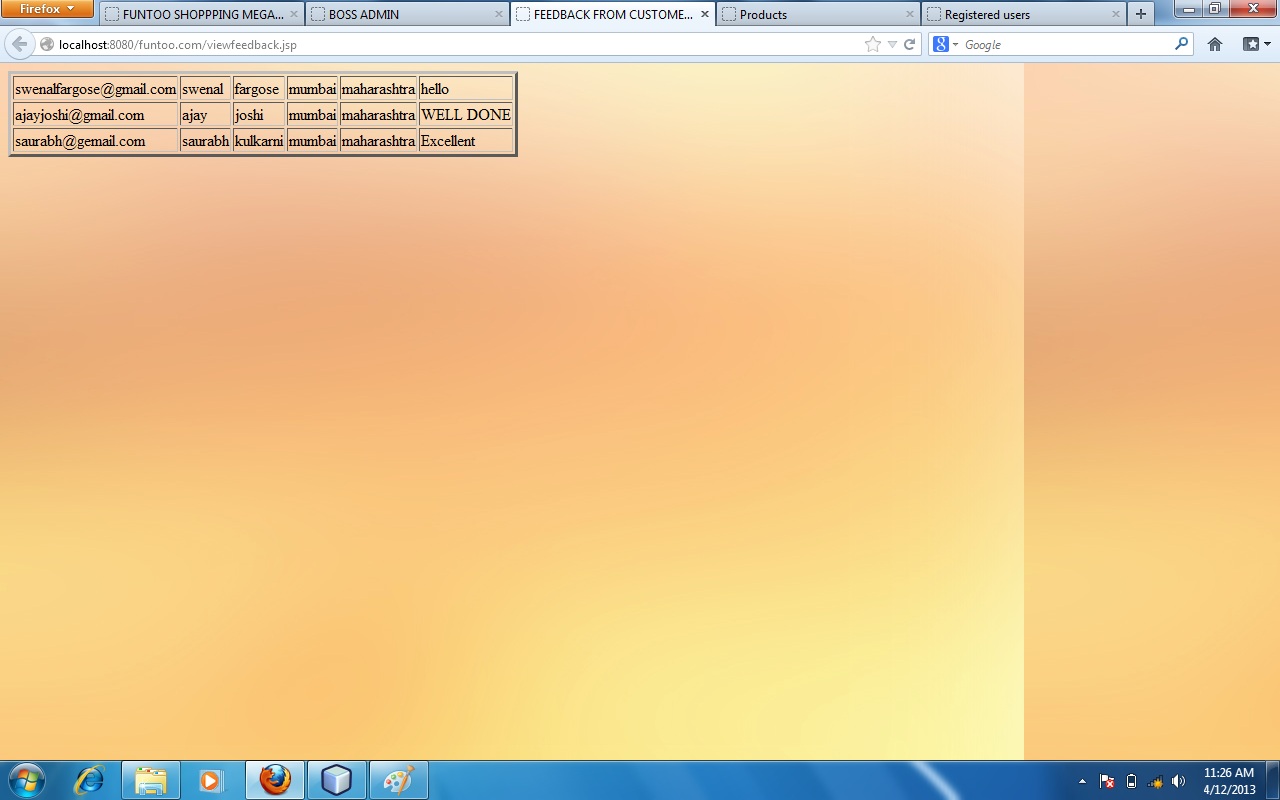 Firefox
FUNTOO SHOPPPING MEGA... BOSS ADMIN FEEDBACK FROM CUSTOME... Products Registered users
localhost:8080/funtoo.com/viewfeedback.jsp Google
swenalfargose@gmail.com swenal fargose mumbai maharashtra hello
ajayjoshi@gmail.com ajay joshi mumbai maharashtra WELL DONE
saurabh@gemail.com saurabh kulkarni mumbai maharashtra Excellent
11:26 AM
4/12/2013